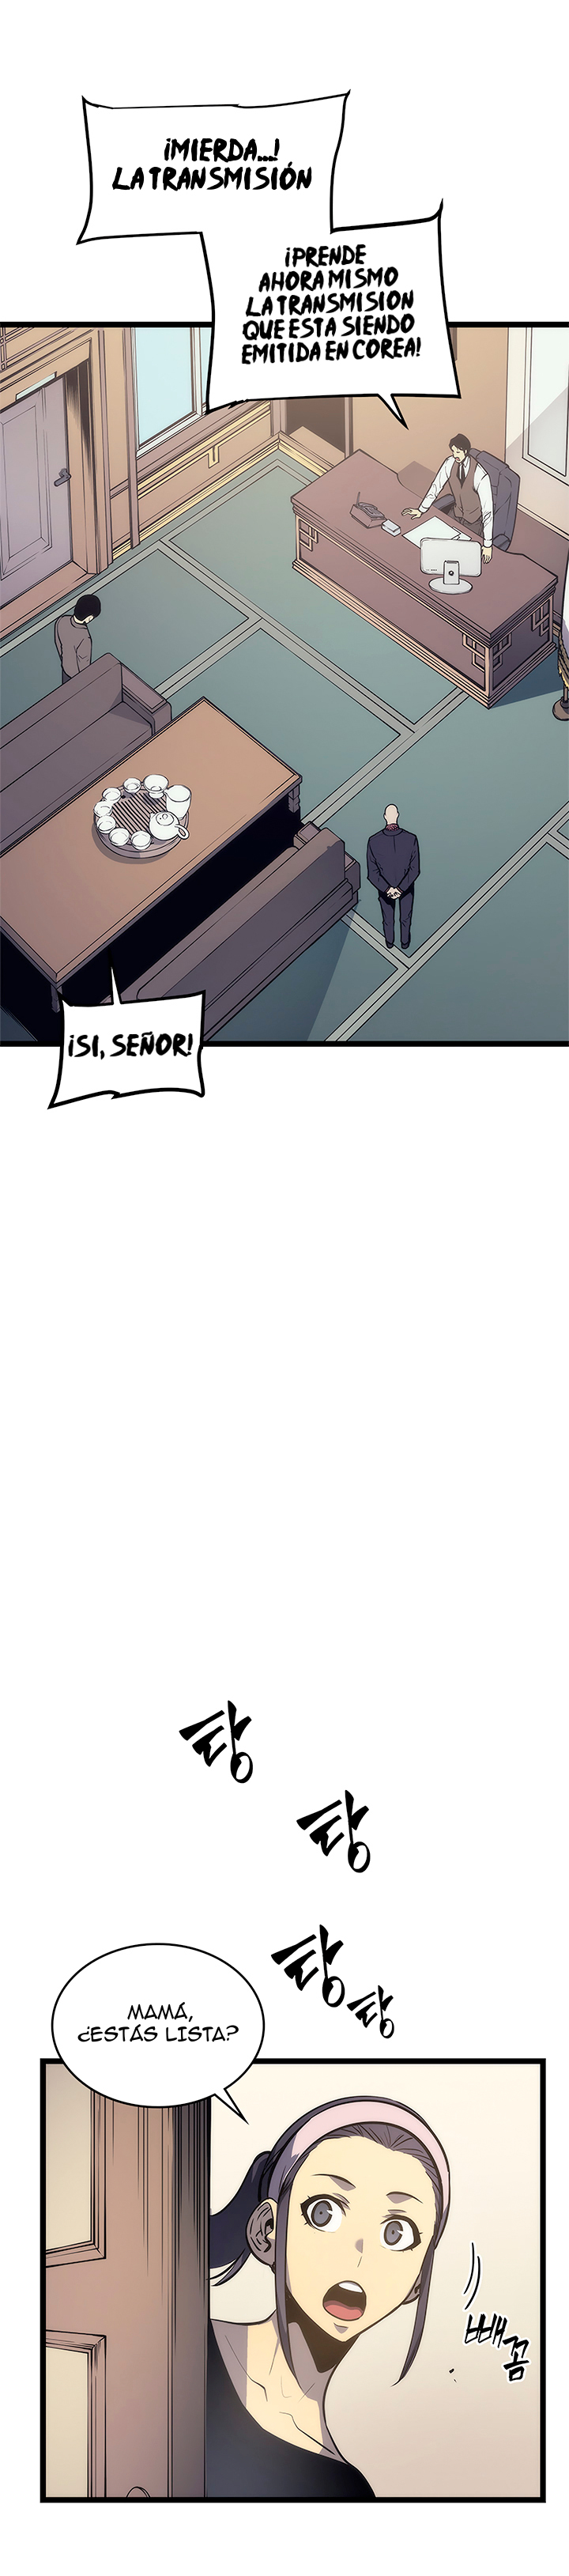 ¡MIERDA...!
LA TRANSMISIÓN
¡PRENDE
AHORA MISMO
LA TRANSMISION
QUE ESTA SIENDO
EMITIDA EN COREA!
¡SI, SEÑOR!
탕
탕
탕
탕
MAMÁ,
¿ESTÁS LISTA?
빼
꼼